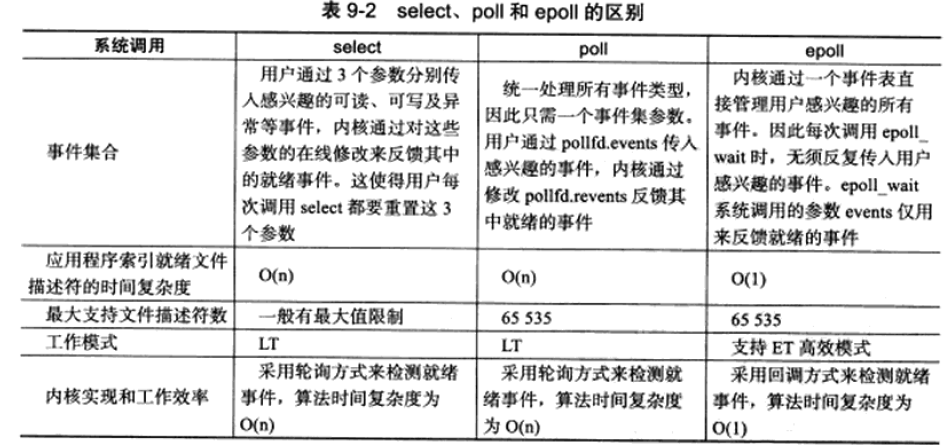 表 9-2 select、poll 和 epoll 的区别
系统调用 select poll epoll
事件集合
用户通过 3 个参数分别传
入感兴趣的可读、可写及异
常等事件，内核通过对这些
参数的在线修改来反馈其中
的就绪事件。这使得用户每
次调用 select 都要重置这 3
个参数
统一处理所有事件类型，
因此只需一个事件集参数。
用户通过 pollfd.events 传入
感兴趣的事件，内核通过
修改 pollfd.revents 反馈其
中就绪的事件
内核通过一个事件表直
接管理用户感兴趣的所有
事件。因此每次调用 epoll_
wait 时，无须反复传入用户
感兴趣的事件。epoll_wait
系统调用的参数 events 仅用
来反馈就绪的事件
应用程序索引就绪文件
描述符的时间复杂度
O(n) O(n) O(1)
最大支持文件描述符数 一般有最大值限制 65 535 65 535
工作模式 LT LT 支持 ET 高效模式
内核实现和工作效率
采用轮询方式来检测就绪
事件，算法时间复杂度为
O(n)
采用轮询方式来检测就
绪事件，算法时间复杂度
为 O(n)
采用回调方式来检测就绪
事件，算法时间复杂度为
O(1)